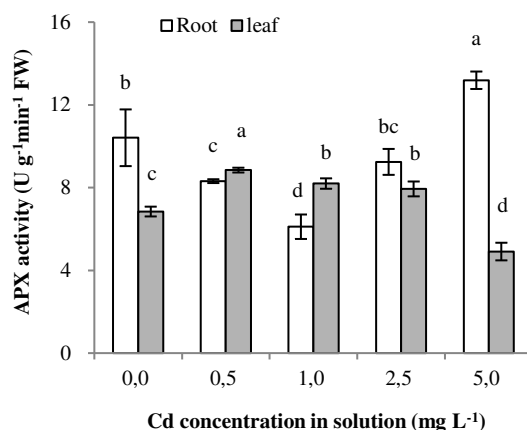 Root leaf
16
12
8
4
0
APX activity (U g⁻¹min⁻¹ FW)
b
c
c
a
d
b
bc
b
a
d
0,0 0,5 1,0 2,5 5,0
Cd concentration in solution (mg L⁻¹)